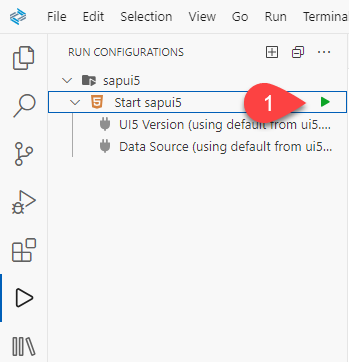 File Edit Selection View Go Run Termina
RUN CONFIGURATIONS
sapui5
Start sapui5
1
UI5 Version (using default from ui5....
Data Source (using default from ui5...